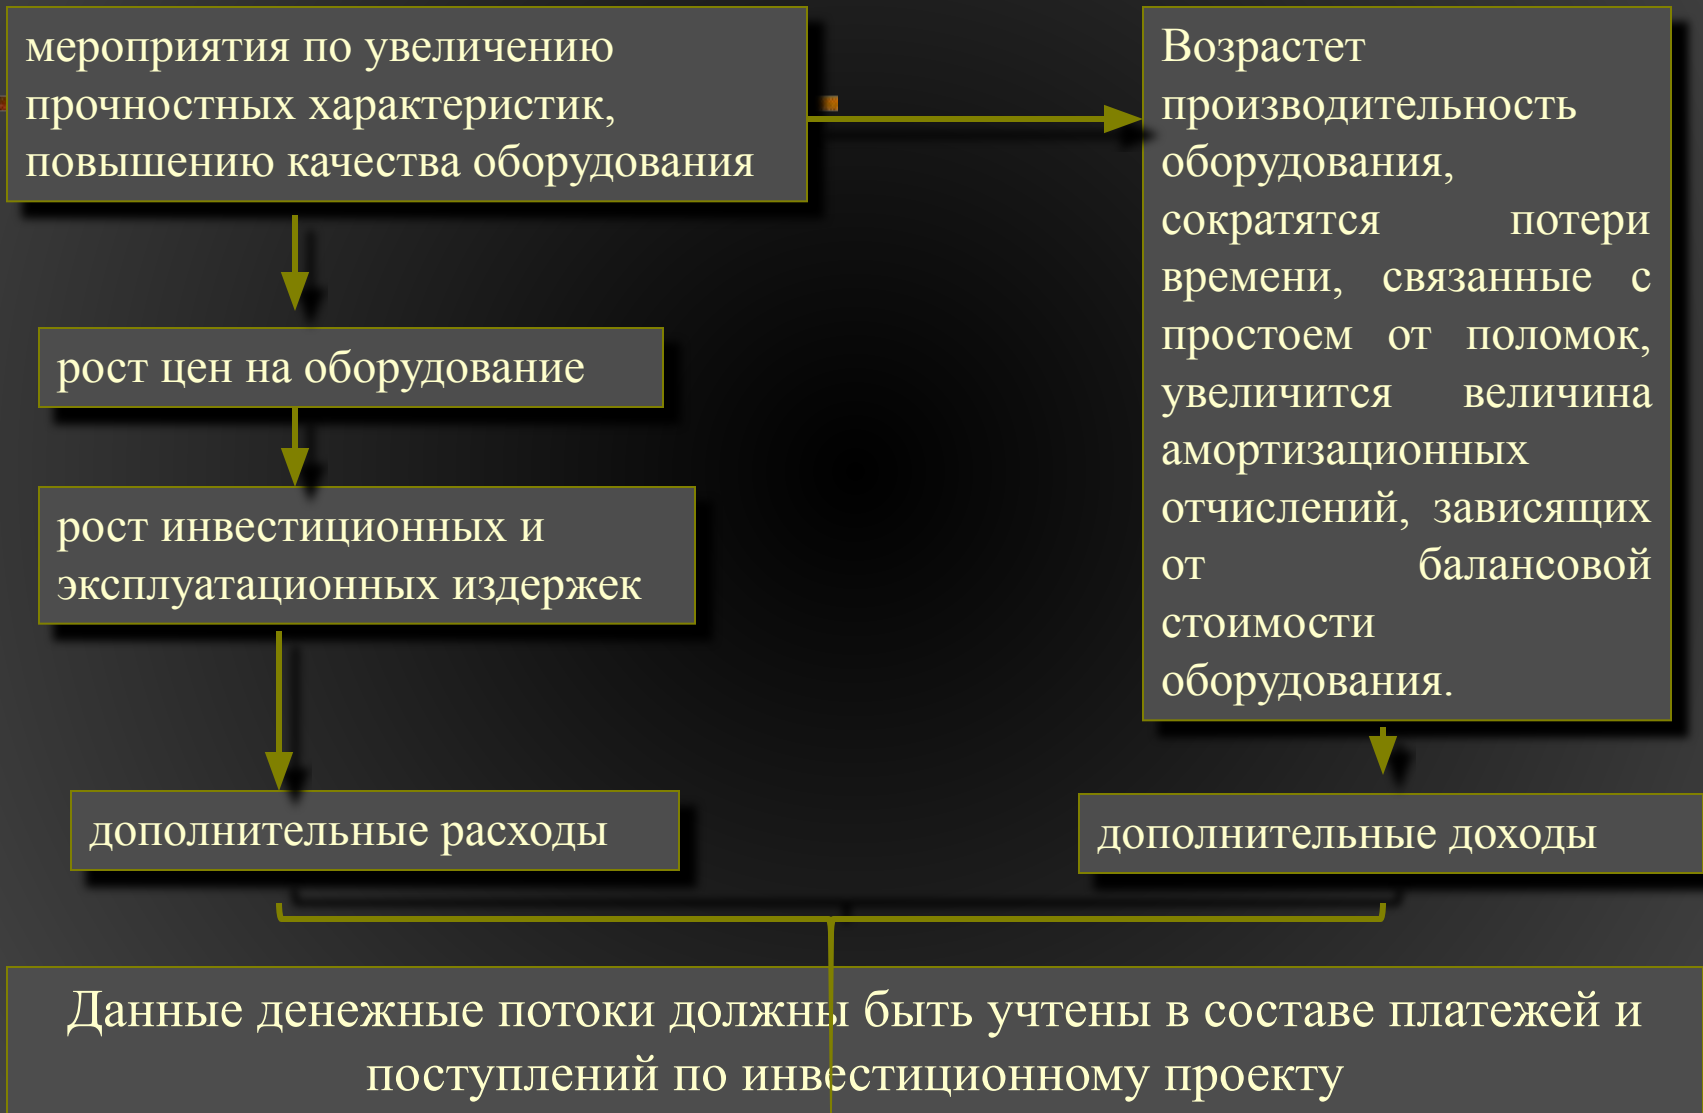 мероприятия по увеличению
прочностных характеристик,
повышению качества оборудования
Возрастет
производительность
оборудования,
сократятся потери
времени, связанные с
простоем от поломок,
увеличится величина
амортизационных
отчислений, зависящих
от балансовой
стоимости
оборудования.
рост цен на оборудование
рост инвестиционных и
эксплуатационных издержек
дополнительные расходы
дополнительные доходы
Данные денежные потоки должны быть учтены в составе платежей и
поступлений по инвестиционному проекту